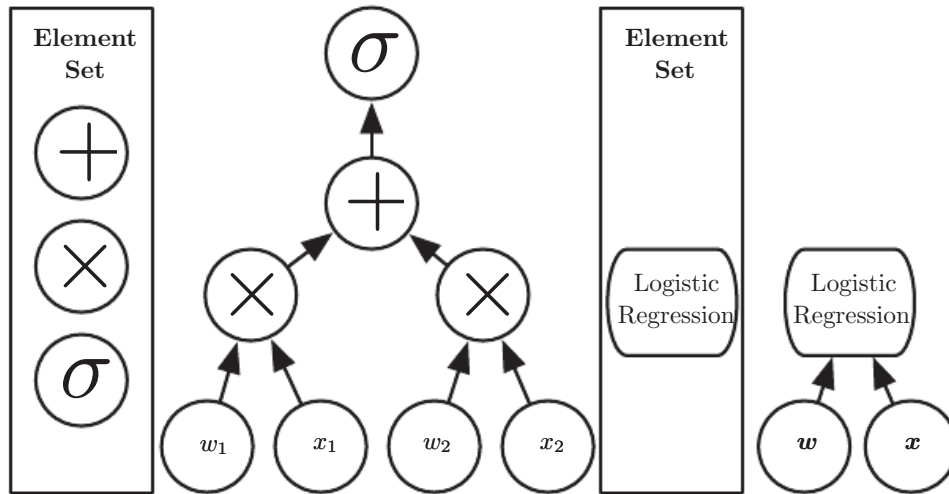 Element
Set
+
×
σ
σ
+
×
×
w₁
x₁
w₂
x₂
Element
Set
Logistic
Regression
Logistic
Regression
w
x